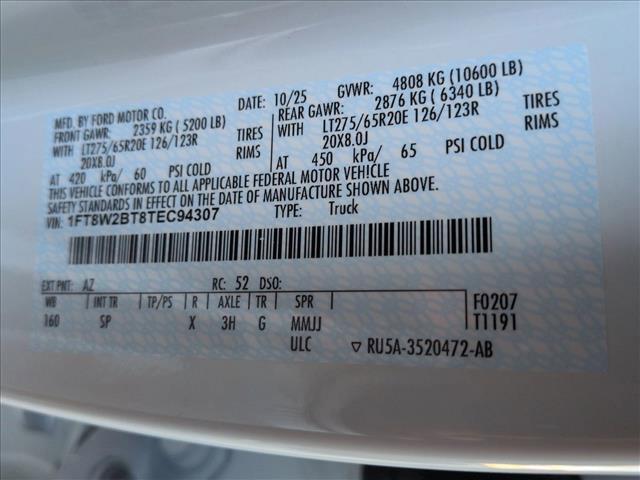 MFD. BY FORD MOTOR CO. DATE: 10/25 GVWR: 4808 KG (10600 LB)
FRONT GAWR: 2359 KG (5200 LB) REAR GAWR: 2876 KG (6340 LB)
WITH LT275/65R20E 126/123R TIRES WITH LT275/65R20E 126/123R TIRES
20X8.0J RIMS 20X8.0J RIMS
AT 420 kPa/ 60 PSI COLD AT 450 kPa/ 65 PSI COLD
THIS VEHICLE CONFORMS TO ALL APPLICABLE FEDERAL MOTOR VEHICLE
SAFETY STANDARDS IN EFFECT ON THE DATE OF MANUFACTURE SHOWN ABOVE.
VIN: 1FT8W2BT8TEC94307 TYPE: Truck
EXT PNT: AZ RC: 52 DSO:
WB INT TR TP/PS R AXLE TR SPR F0207
160 SP X 3H G MMJJ T1191
ULC ▽ RU5A-3520472-AB